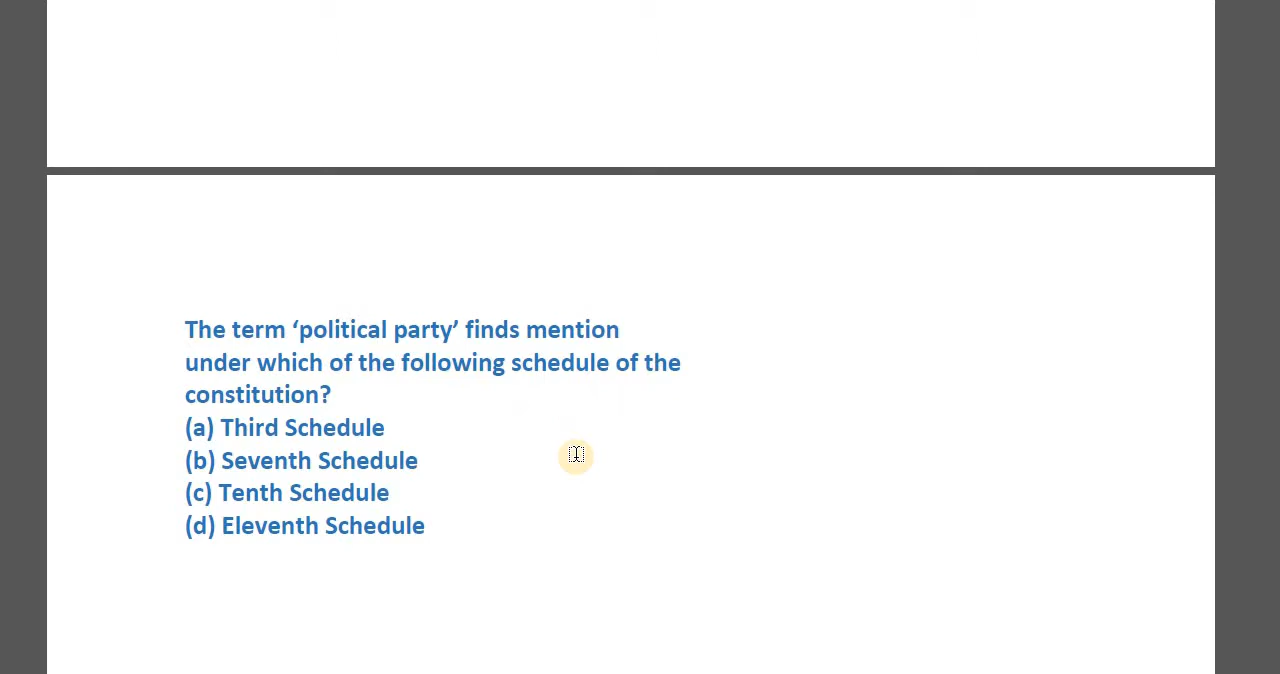 The term ‘political party’ finds mention
under which of the following schedule of the
constitution?
(a) Third Schedule
(b) Seventh Schedule
(c) Tenth Schedule
(d) Eleventh Schedule